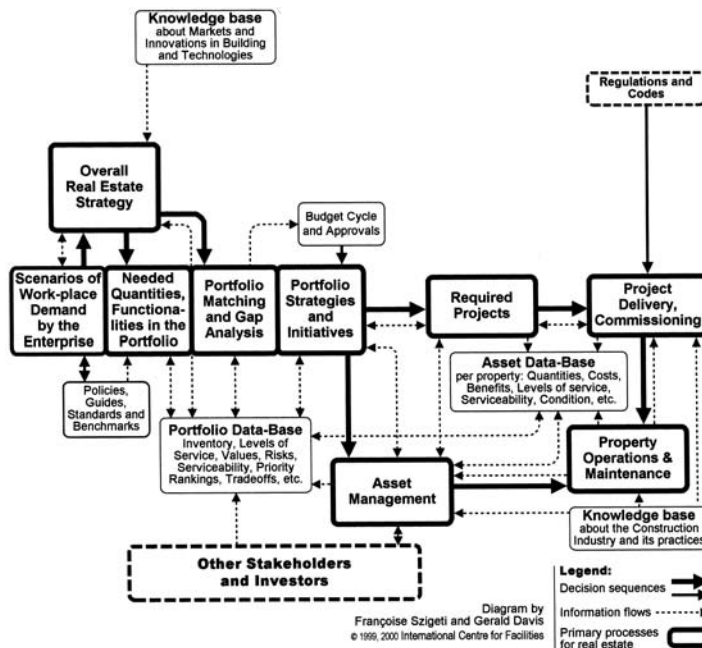 Knowledge base
about Markets and
Innovations in Building
and Technologies
Regulations and
Codes
Overall
Real Estate
Strategy
Budget Cycle
and Approvals
Scenarios of
Work-place
Demand
by the
Enterprise
Needed
Quantities,
Functiona-
lities in the
Portfolio
Portfolio
Matching
and Gap
Analysis
Portfolio
Strategies
and
Initiatives
Required
Projects
Project
Delivery,
Commissioning
Policies,
Guides,
Standards and
Benchmarks
Asset Data-Base
per property: Quantities, Costs,
Benefits, Levels of service,
Serviceability, Condition, etc.
Portfolio Data-Base
Inventory, Levels of
Service, Values, Risks,
Serviceability, Priority
Rankings, Tradeoffs, etc.
Asset
Management
Property
Operations &
Maintenance
Knowledge base
about the Construction
Industry and its practices
Other Stakeholders
and Investors
Diagram by
Françoise Szigeti and Gerald Davis
© 1999, 2000 International Centre for Facilities
Legend:
Decision sequences
Information flows
Primary processes
for real estate